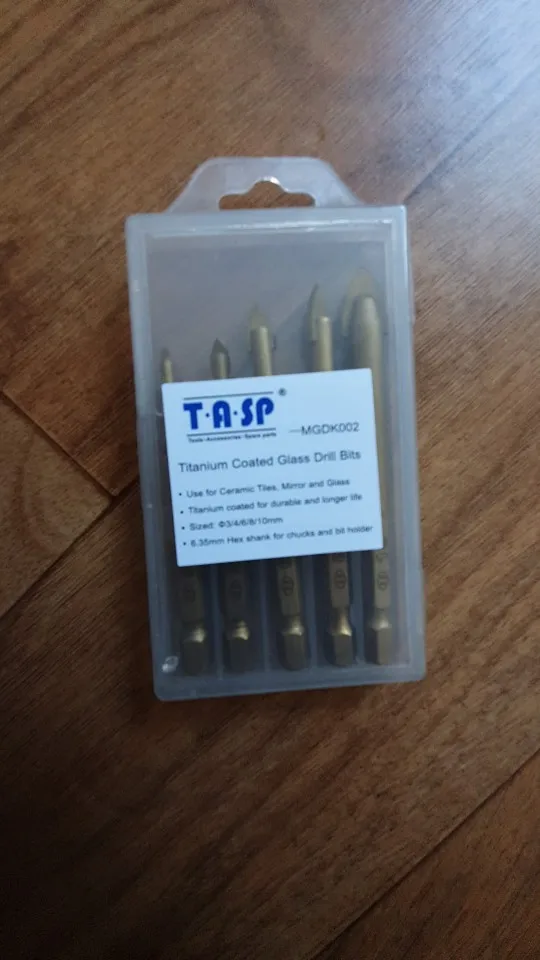 T·A·SP®
Tools·Accessories·Spare parts
—MGDK002
Titanium Coated Glass Drill Bits
• Use for Ceramic Tiles, Mirror and Glass
• Titanium coated for durable and longer life
• Sized: Φ3/4/6/8/10mm
• 6.35mm Hex shank for chucks and bit holder